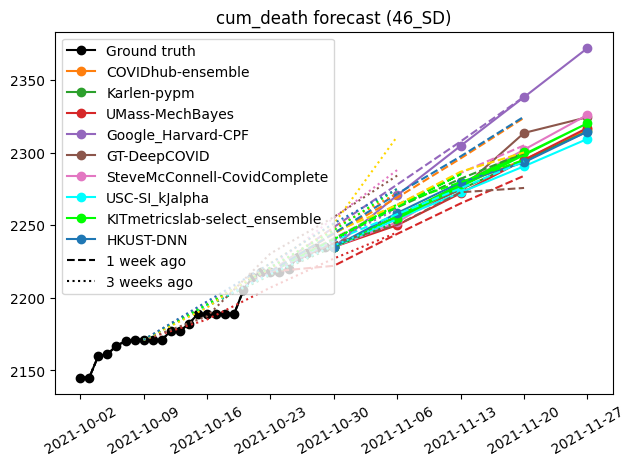 cum_death forecast (46_SD)
Ground truth
COVIDhub-ensemble
Karlen-pypm
UMass-MechBayes
Google_Harvard-CPF
GT-DeepCOVID
SteveMcConnell-CovidComplete
USC-SI_kJalpha
KITmetricslab-select_ensemble
HKUST-DNN
1 week ago
3 weeks ago
2350
2300
2250
2200
2150
2021-10-02
2021-10-09
2021-10-16
2021-10-23
2021-10-30
2021-11-06
2021-11-13
2021-11-20
2021-11-27